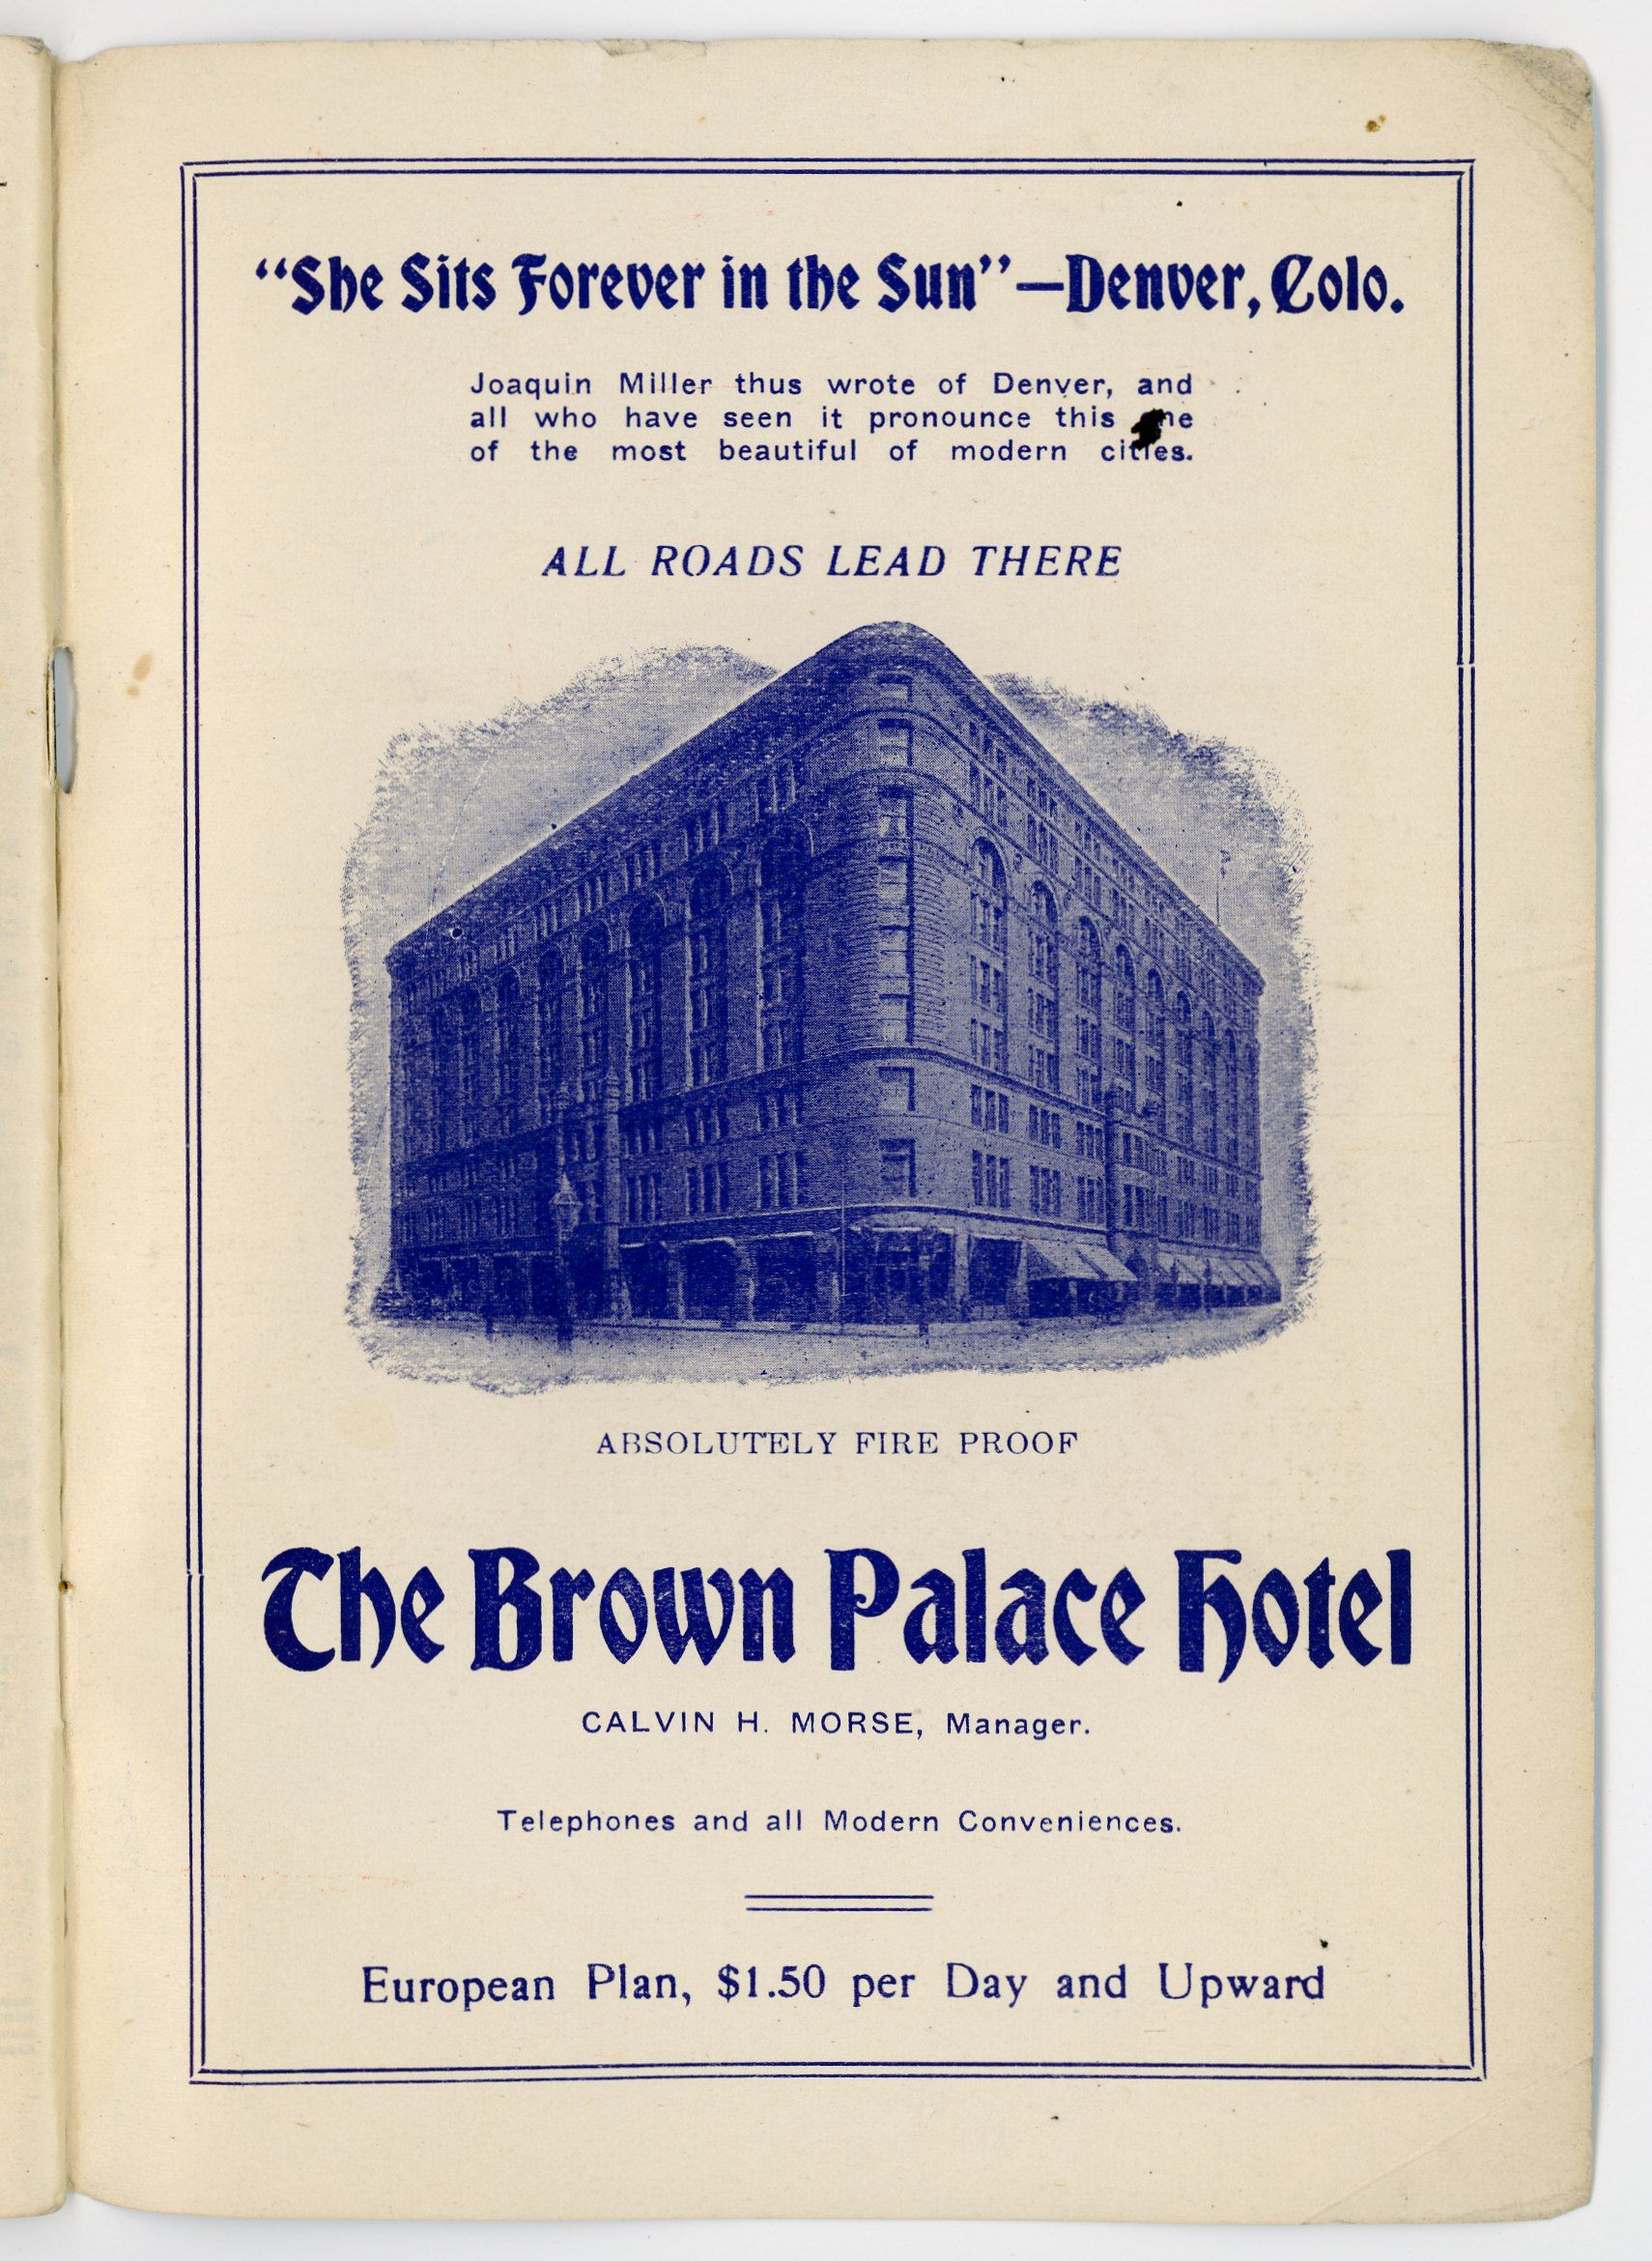 “She Sits Forever in the Sun”—Denver, Colo.
Joaquin Miller thus wrote of Denver, and
all who have seen it pronounce this one
of the most beautiful of modern cities.
ALL ROADS LEAD THERE
ABSOLUTELY FIRE PROOF
The Brown Palace Hotel
CALVIN H. MORSE, Manager.
Telephones and all Modern Conveniences.
European Plan, $1.50 per Day and Upward